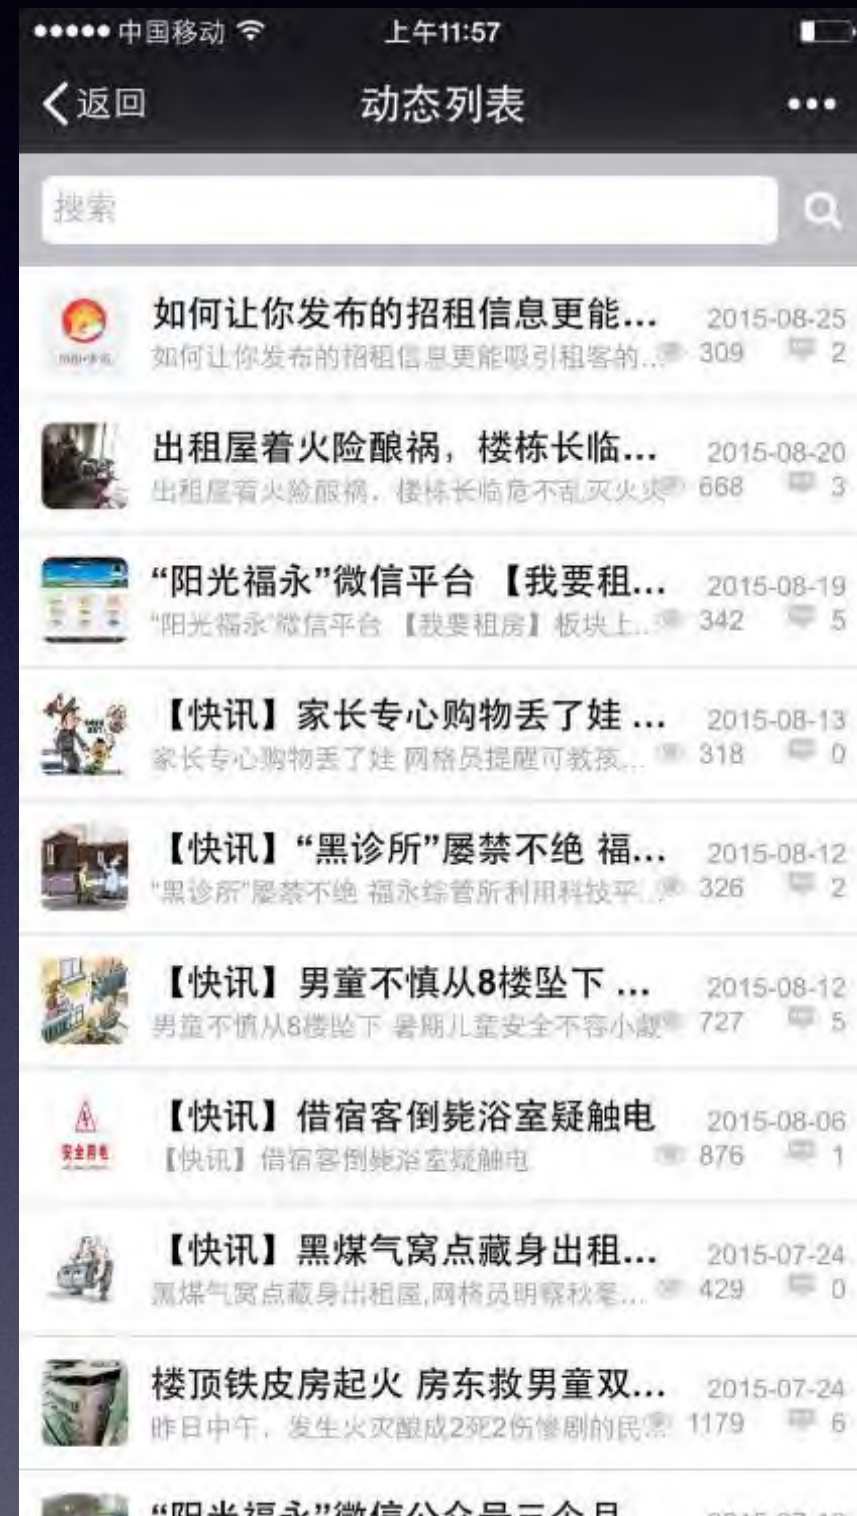 中国移动 上午11:57
返回 动态列表
搜索
如何让你发布的招租信息更能... 2015-08-25
如何让你发布的招租信息更能吸引租客的... 309 2
出租屋着火险酿祸，楼栋长临... 2015-08-20
出租屋着火险酿祸，楼栋长临危不乱灭火救 668 3
“阳光福永”微信平台 【我要租... 2015-08-19
“阳光福永”微信平台 【我要租房】板块上... 342 5
【快讯】家长专心购物丢了娃 ... 2015-08-13
家长专心购物丢了娃 网格员提醒可教孩... 318 0
【快讯】“黑诊所”屡禁不绝 福... 2015-08-12
“黑诊所”屡禁不绝 福永综管所利用科技平... 326 2
【快讯】男童不慎从8楼坠下 ... 2015-08-12
男童不慎从8楼坠下 暑期儿童安全不容小觑 727 5
【快讯】借宿客倒毙浴室疑触电 2015-08-06
安全用电
【快讯】借宿客倒毙浴室疑触电 876 1
【快讯】黑煤气窝点藏身出租... 2015-07-24
黑煤气窝点藏身出租屋,网格员明察秋毫... 429 0
楼顶铁皮房起火 房东救男童双... 2015-07-24
昨日中午，发生火灾酿成2死2伤惨剧的民 1179 6
“阳光福永”微信公众号三个月